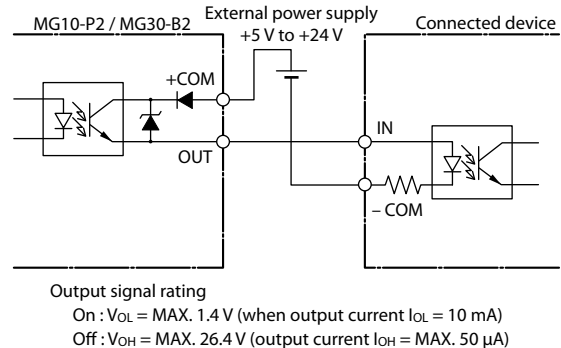 External power supply
+5 V to +24 V
MG10-P2 / MG30-B2
Connected device
+COM
IN
OUT
– COM
Output signal rating
On : VOL = MAX. 1.4 V (when output current IOL = 10 mA)
Off : VOH = MAX. 26.4 V (output current IOH = MAX. 50 µA)